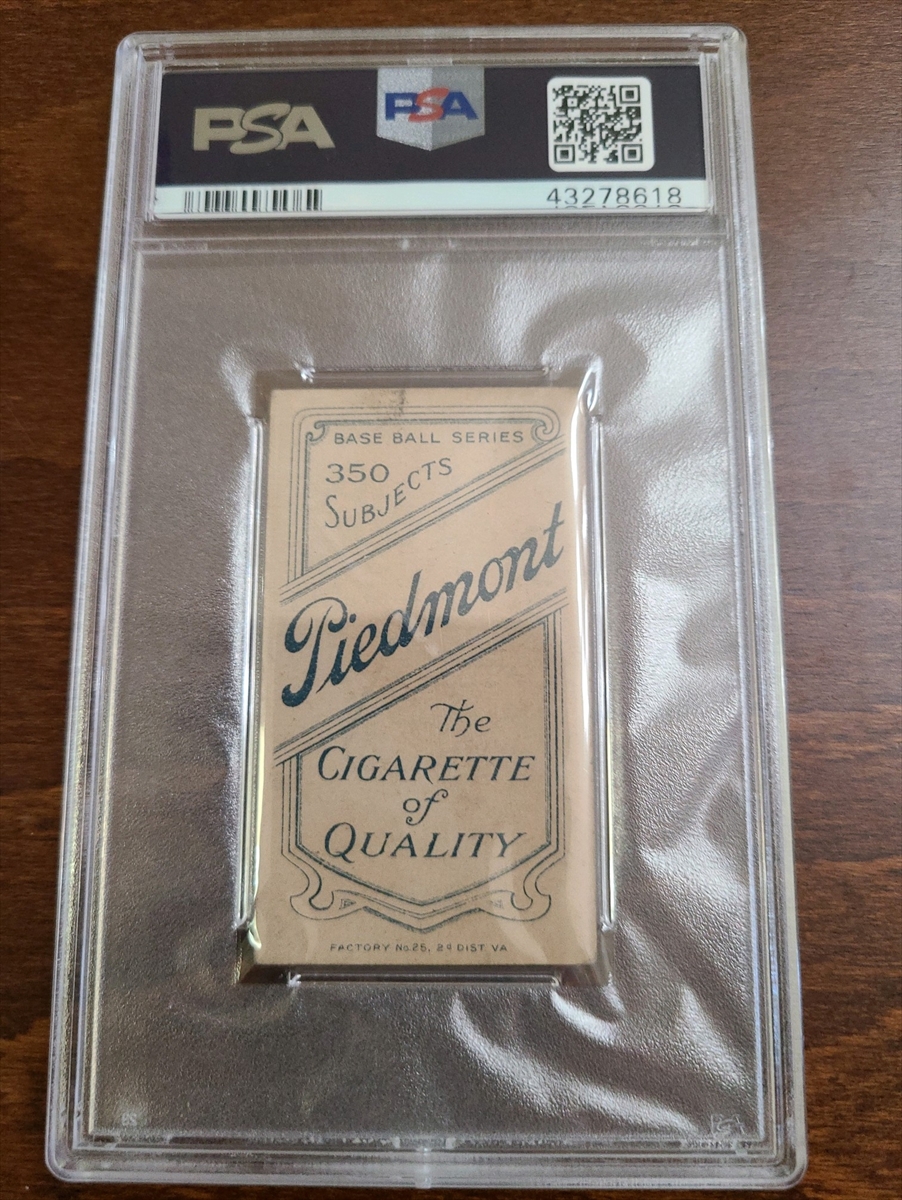 PSA
PSA
43278618
BASE BALL SERIES
350
SUBJECTS
Piedmont
The
CIGARETTE
of
QUALITY
FACTORY No. 25, 2d DIST. VA